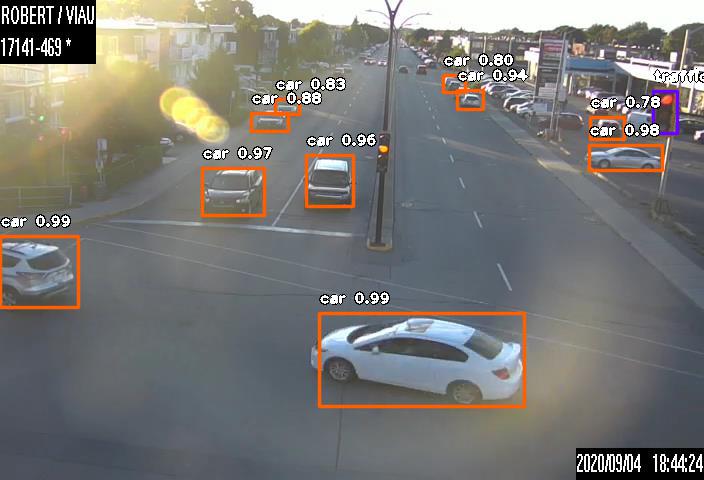 ROBERT / VIAU
17141-469 *
car 0.80
car 0.94
traffic
car 0.83
car 0.88
car 0.78
car 0.98
car 0.96
car 0.97
car 0.99
car 0.99
2020/09/04 18:44:24